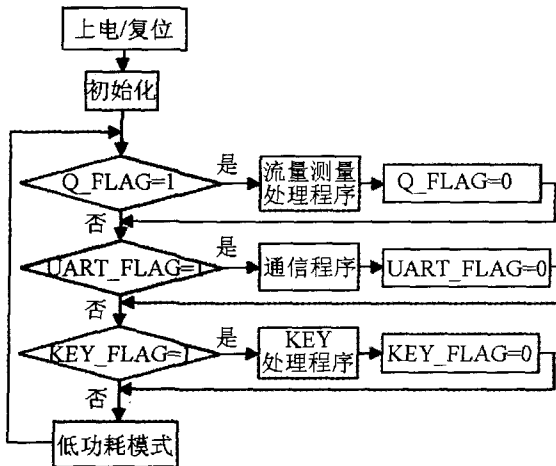 上电/复位
初始化
Q_FLAG=1
是
流量测量
处理程序
Q_FLAG=0
否
UART_FLAG=1
是
通信程序
UART_FLAG=0
否
KEY_FLAG=1
是
KEY
处理程序
KEY_FLAG=0
否
低功耗模式